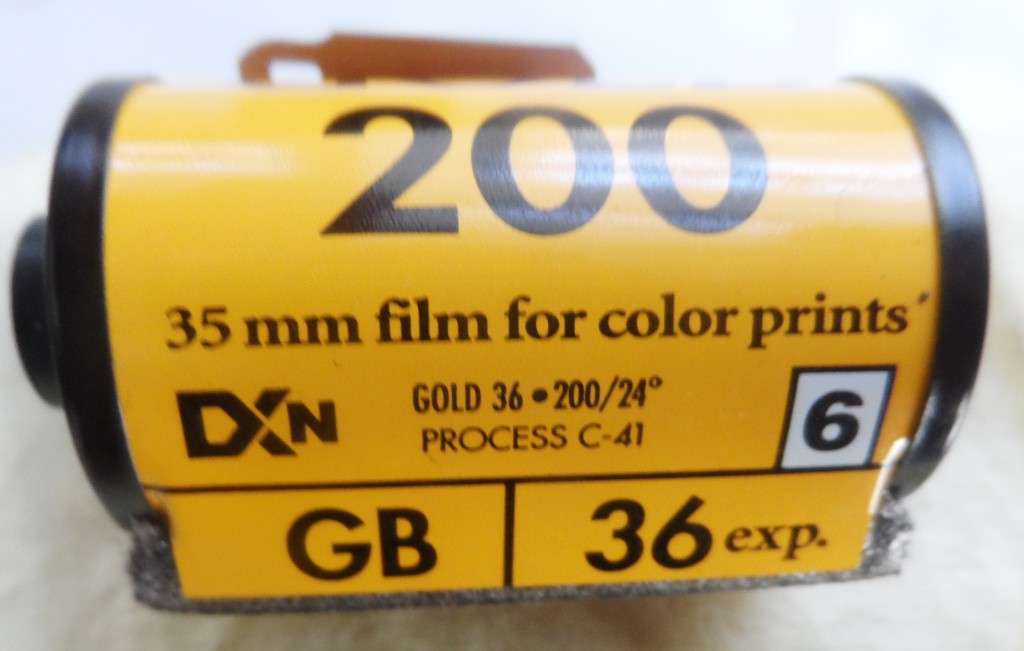 200
35 mm film for color prints*
DXN
GOLD 36 • 200/24°
PROCESS C-41
6
GB
36 exp.